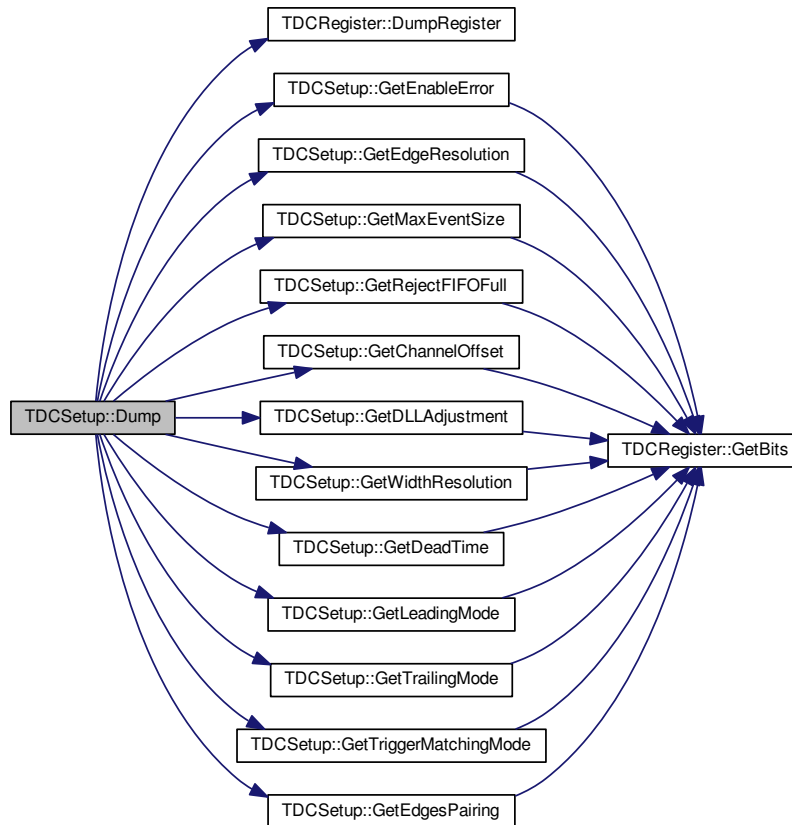 TDCRegister::DumpRegister
TDCSetup::GetEnableError
TDCSetup::GetEdgeResolution
TDCSetup::GetMaxEventSize
TDCSetup::GetRejectFIFOFull
TDCSetup::GetChannelOffset
TDCSetup::Dump
TDCSetup::GetDLLAdjustment
TDCRegister::GetBits
TDCSetup::GetWidthResolution
TDCSetup::GetDeadTime
TDCSetup::GetLeadingMode
TDCSetup::GetTrailingMode
TDCSetup::GetTriggerMatchingMode
TDCSetup::GetEdgesPairing